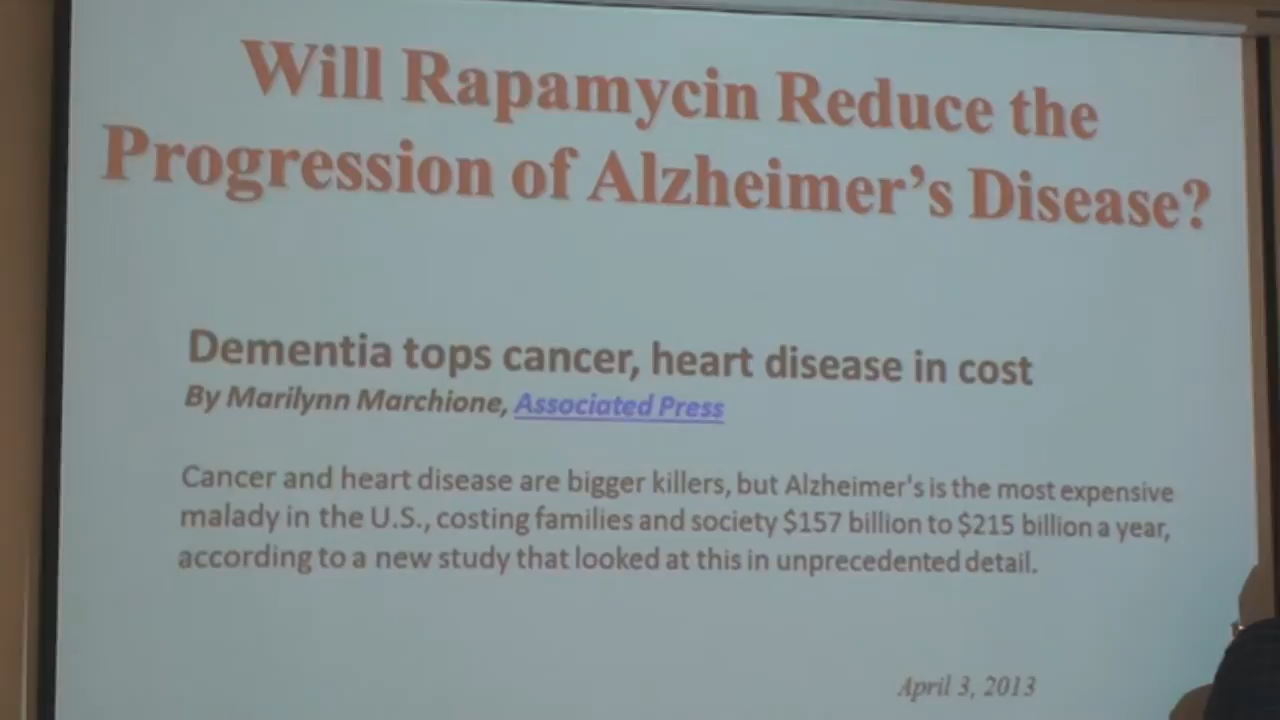 Will Rapamycin Reduce the
Progression of Alzheimer’s Disease?
Dementia tops cancer, heart disease in cost
By Marilynn Marchione, Associated Press
Cancer and heart disease are bigger killers, but Alzheimer's is the most expensive
malady in the U.S., costing families and society $157 billion to $215 billion a year,
according to a new study that looked at this in unprecedented detail.
April 3, 2013